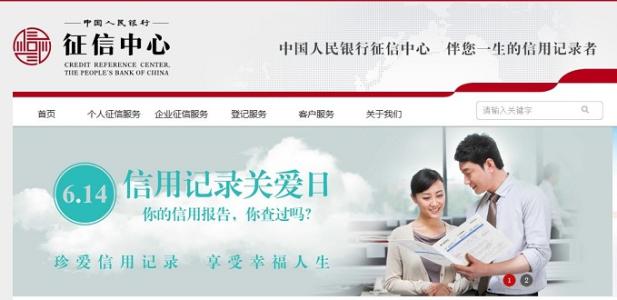 中国人民银行
征信中心
CREDIT REFERENCE CENTER,
THE PEOPLE'S BANK OF CHINA
中国人民银行征信中心 伴您一生的信用记录者
首页 个人征信服务 企业征信服务 登记服务 客户服务 关于我们
请输入关键字
6.14 信用记录关爱日
你的信用报告，你查过吗?
珍爱信用记录 享受幸福人生
1 2